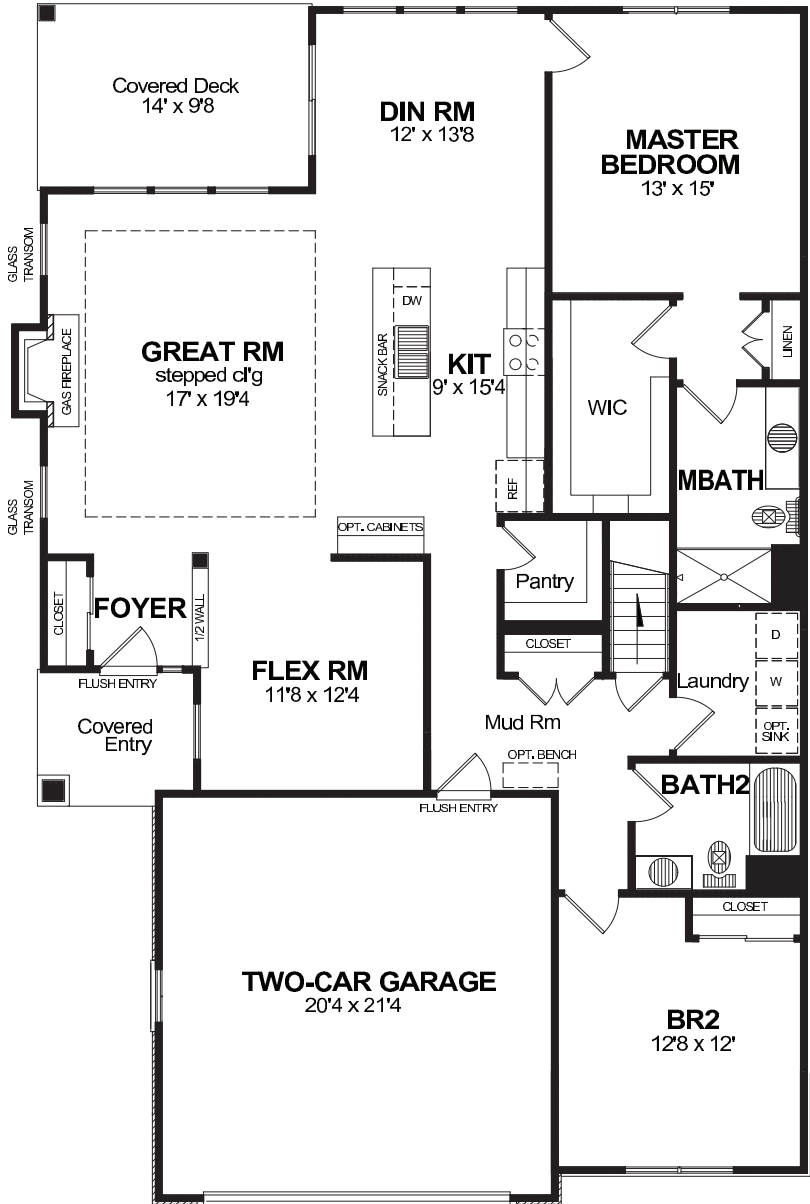 Covered Deck
14' x 9'8
DIN RM
12' x 13'8
MASTER
BEDROOM
13' x 15'
GLASS
TRANSOM
GREAT RM
stepped cl'g
17' x 19'4
GAS FIREPLACE
SNACK BAR
DW
KIT
9' x 15'4
REF
WIC
LINEN
MBATH
GLASS
TRANSOM
OPT. CABINETS
Pantry
CLOSET
FOYER
1/2 WALL
FLUSH ENTRY
FLEX RM
11'8 x 12'4
CLOSET
Mud Rm
OPT. BENCH
Laundry
D
W
OPT.
SINK
Covered
Entry
FLUSH ENTRY
BATH2
CLOSET
TWO-CAR GARAGE
20'4 x 21'4
BR2
12'8 x 12'